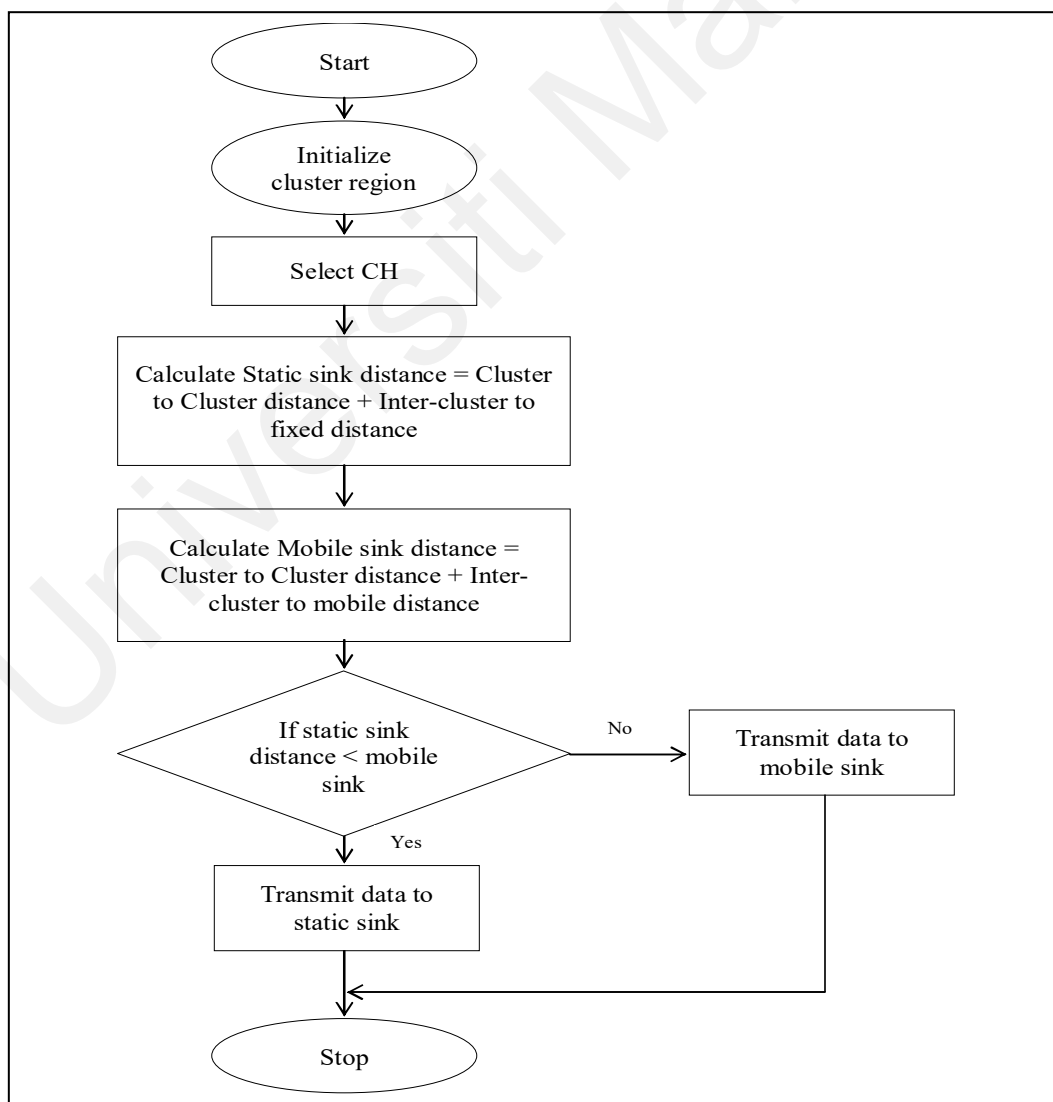 Start
Initialize
cluster region
Select CH
Calculate Static sink distance = Cluster
to Cluster distance + Inter-cluster to
fixed distance
Calculate Mobile sink distance =
Cluster to Cluster distance + Inter-
cluster to mobile distance
If static sink
distance < mobile
sink
No
Transmit data to
mobile sink
Yes
Transmit data to
static sink
Stop
Universiti Ma